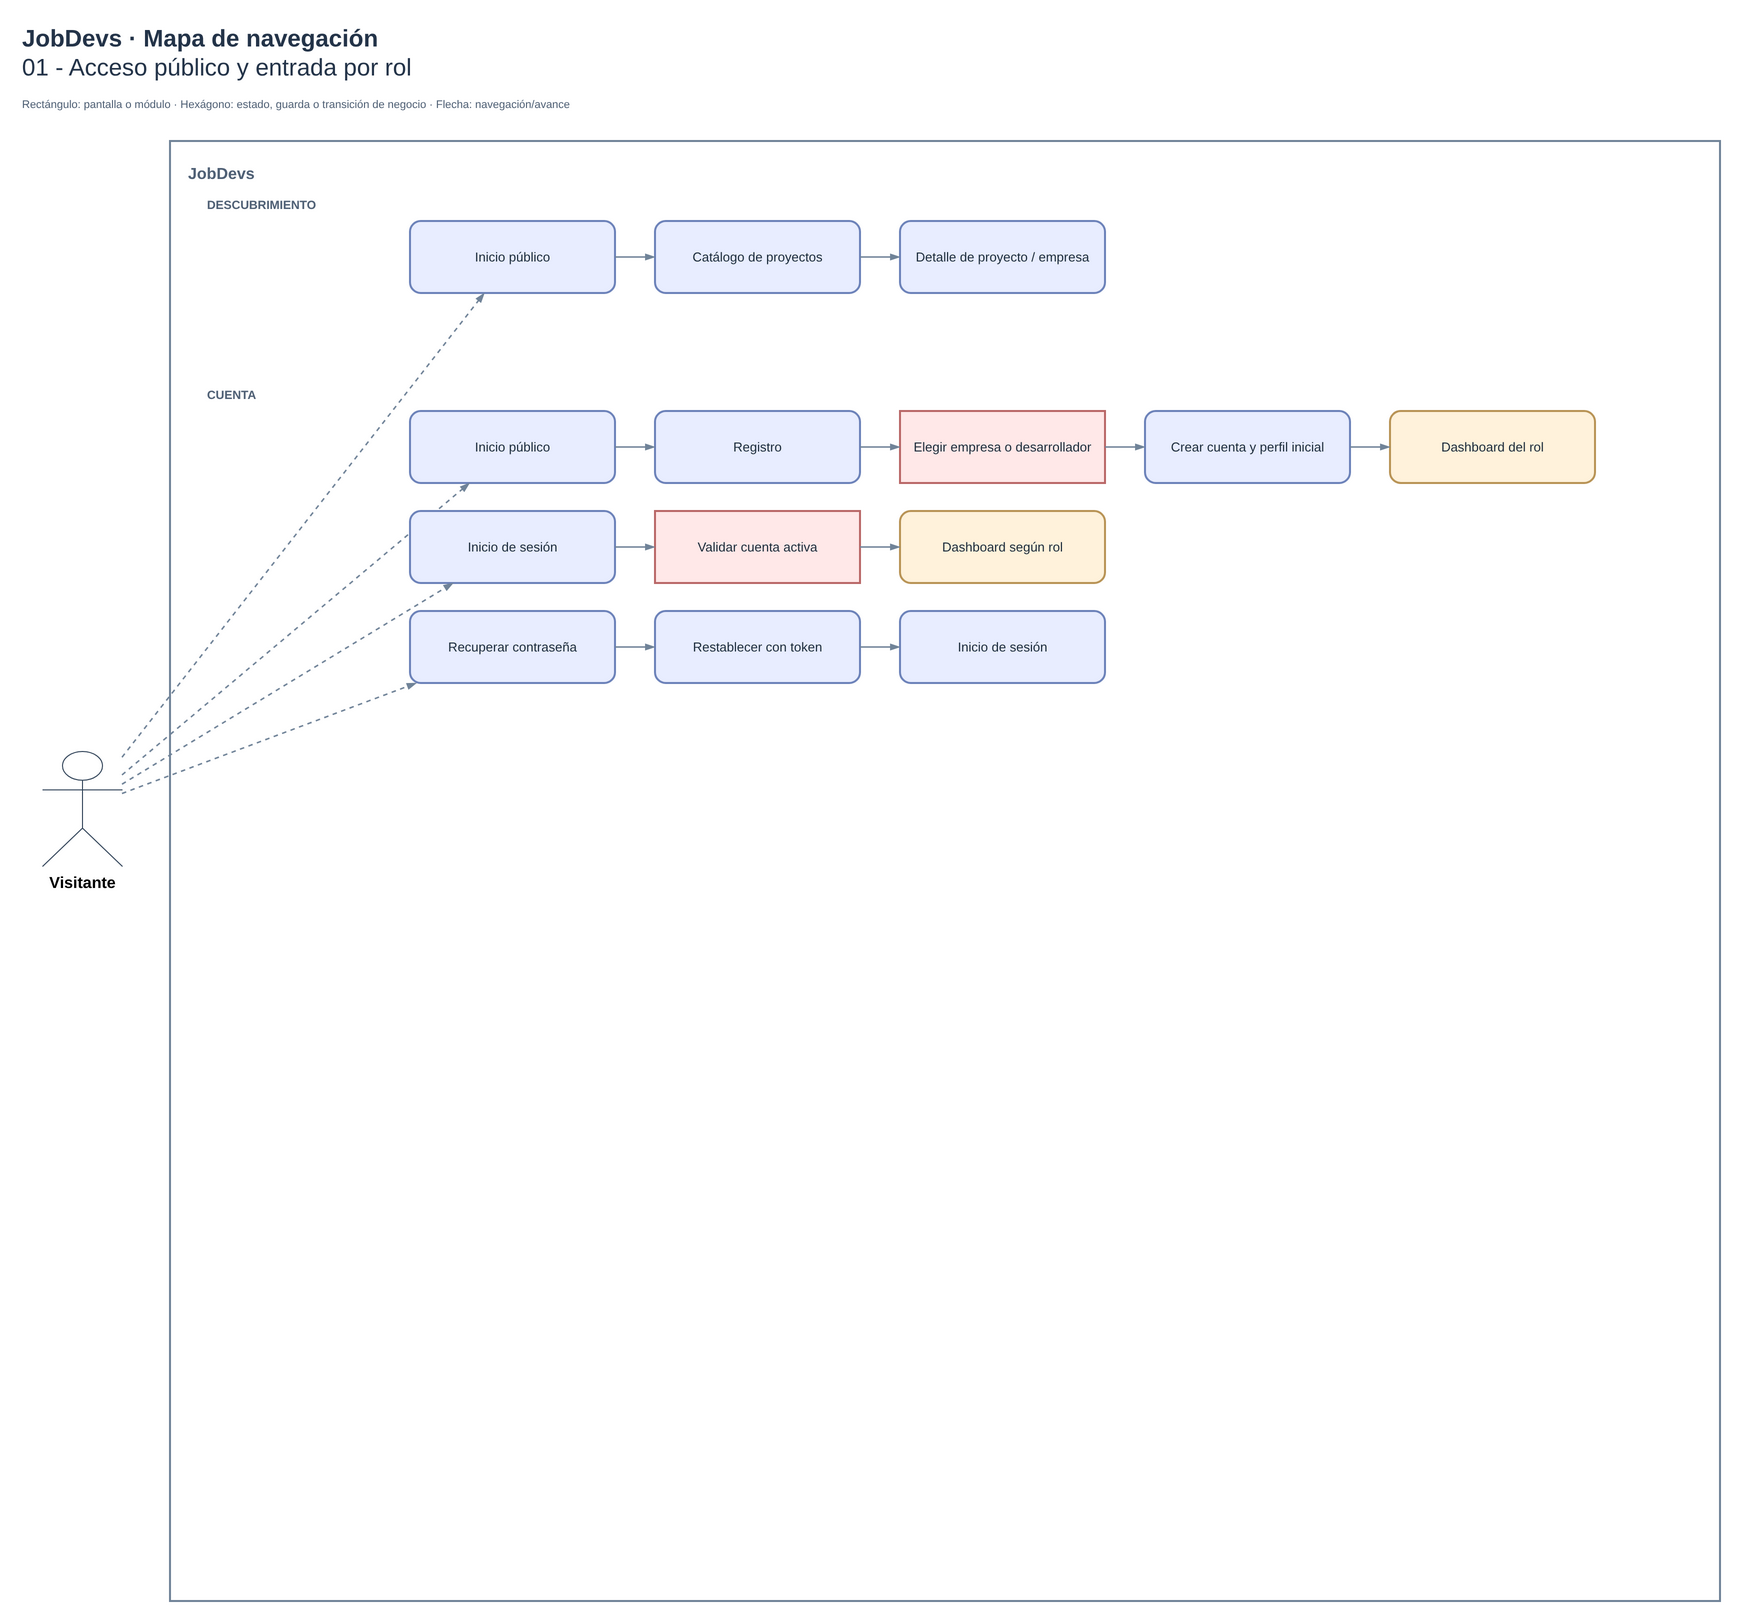 JobDevs · Mapa de navegación
01 - Acceso público y entrada por rol
Rectángulo: pantalla o módulo · Hexágono: estado, guarda o transición de negocio · Flecha: navegación/avance
JobDevs
DESCUBRIMIENTO
Inicio público
Catálogo de proyectos
Detalle de proyecto / empresa
CUENTA
Inicio público
Registro
Elegir empresa o desarrollador
Crear cuenta y perfil inicial
Dashboard del rol
Inicio de sesión
Validar cuenta activa
Dashboard según rol
Recuperar contraseña
Restablecer con token
Inicio de sesión
Visitante